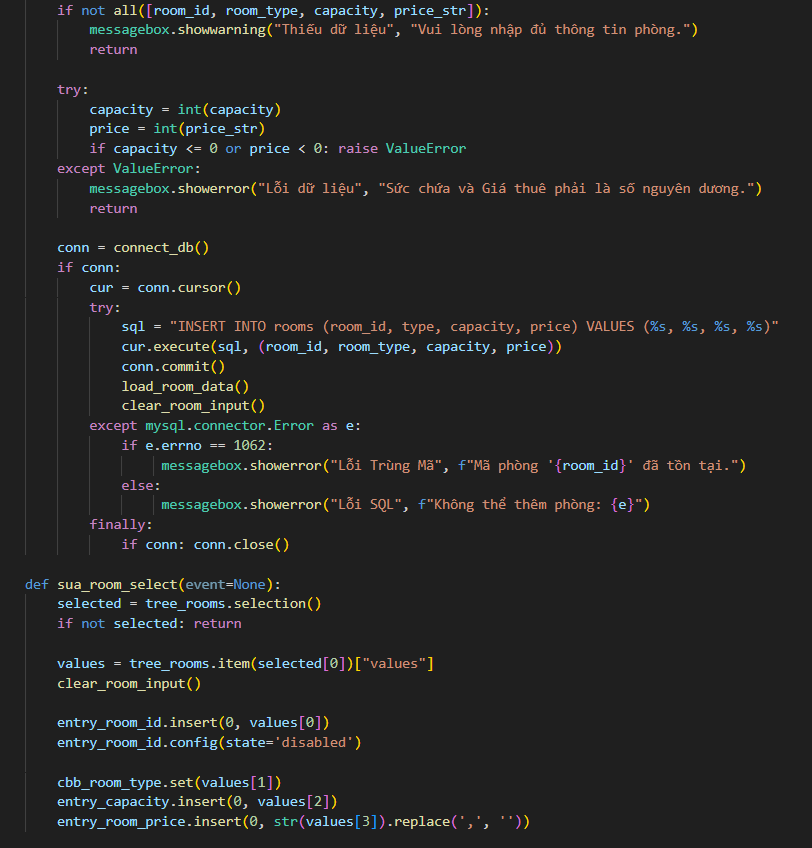 if not all([room_id, room_type, capacity, price_str]):
messagebox.showwarning("Thiếu dữ liệu", "Vui lòng nhập đủ thông tin phòng.")
return
try:
capacity = int(capacity)
price = int(price_str)
if capacity <= 0 or price < 0: raise ValueError
except ValueError:
messagebox.showerror("Lỗi dữ liệu", "Sức chứa và Giá thuê phải là số nguyên dương.")
return
conn = connect_db()
if conn:
cur = conn.cursor()
try:
sql = "INSERT INTO rooms (room_id, type, capacity, price) VALUES (%s, %s, %s, %s)"
cur.execute(sql, (room_id, room_type, capacity, price))
conn.commit()
load_room_data()
clear_room_input()
except mysql.connector.Error as e:
if e.errno == 1062:
messagebox.showerror("Lỗi Trùng Mã", f"Mã phòng '{room_id}' đã tồn tại.")
else:
messagebox.showerror("Lỗi SQL", f"Không thể thêm phòng: {e}")
finally:
if conn: conn.close()
def sua_room_select(event=None):
selected = tree_rooms.selection()
if not selected: return
values = tree_rooms.item(selected[0])["values"]
clear_room_input()
entry_room_id.insert(0, values[0])
entry_room_id.config(state='disabled')
cbb_room_type.set(values[1])
entry_capacity.insert(0, values[2])
entry_room_price.insert(0, str(values[3]).replace(',', ''))